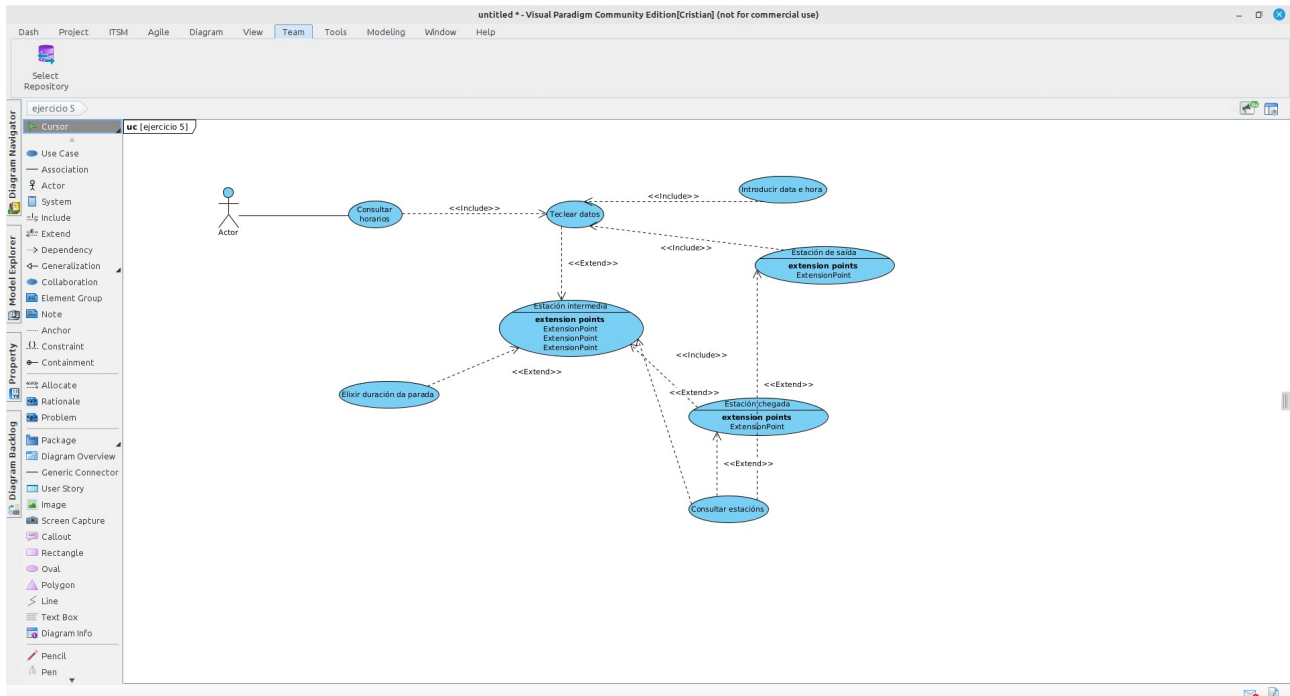 untitled * - Visual Paradigm Community Edition[Cristian] (not for commercial use)
Dash Project ITSM Agile Diagram View Team Tools Modeling Window Help
Select
Repository
ejercicio 5
Diagram Navigator
Model Explorer
Property
Diagram Backlog
Cursor
Use Case
Association
Actor
System
Include
Extend
Dependency
Generalization
Collaboration
Element Group
Note
Anchor
Constraint
Containment
Allocate
Rationale
Problem
Package
Diagram Overview
Generic Connector
User Story
Image
Screen Capture
Callout
Rectangle
Oval
Polygon
Line
Text Box
Diagram Info
Pencil
Pen
uc [ejercicio 5]
Actor
Consultar
horarios
<<Include>>
Teclear datos
<<Include>>
Introducir data e hora
<<Include>>
Estación de saída
extension points
ExtensionPoint
<<Extend>>
Estación intermedia
extension points
ExtensionPoint
ExtensionPoint
ExtensionPoint
<<Extend>>
Elixir duración da parada
<<Include>>
<<Extend>>
<<Extend>>
Estación chegada
extension points
ExtensionPoint
<<Extend>>
Consultar estacións